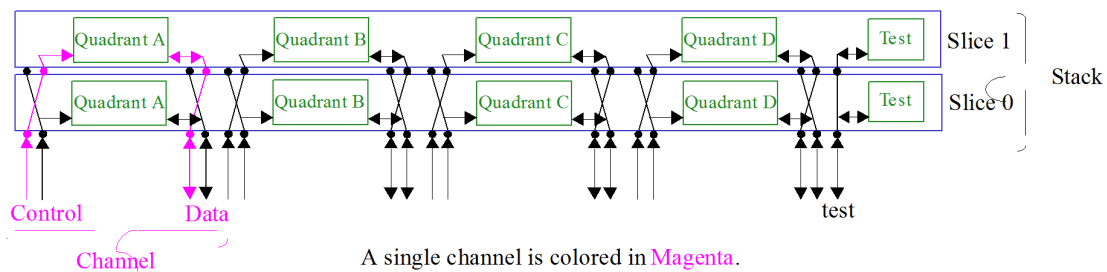 Quadrant A Quadrant B Quadrant C Quadrant D Test Slice 1
Stack
Quadrant A Quadrant B Quadrant C Quadrant D Test Slice 0
Control Data test
Channel
A single channel is colored in Magenta.